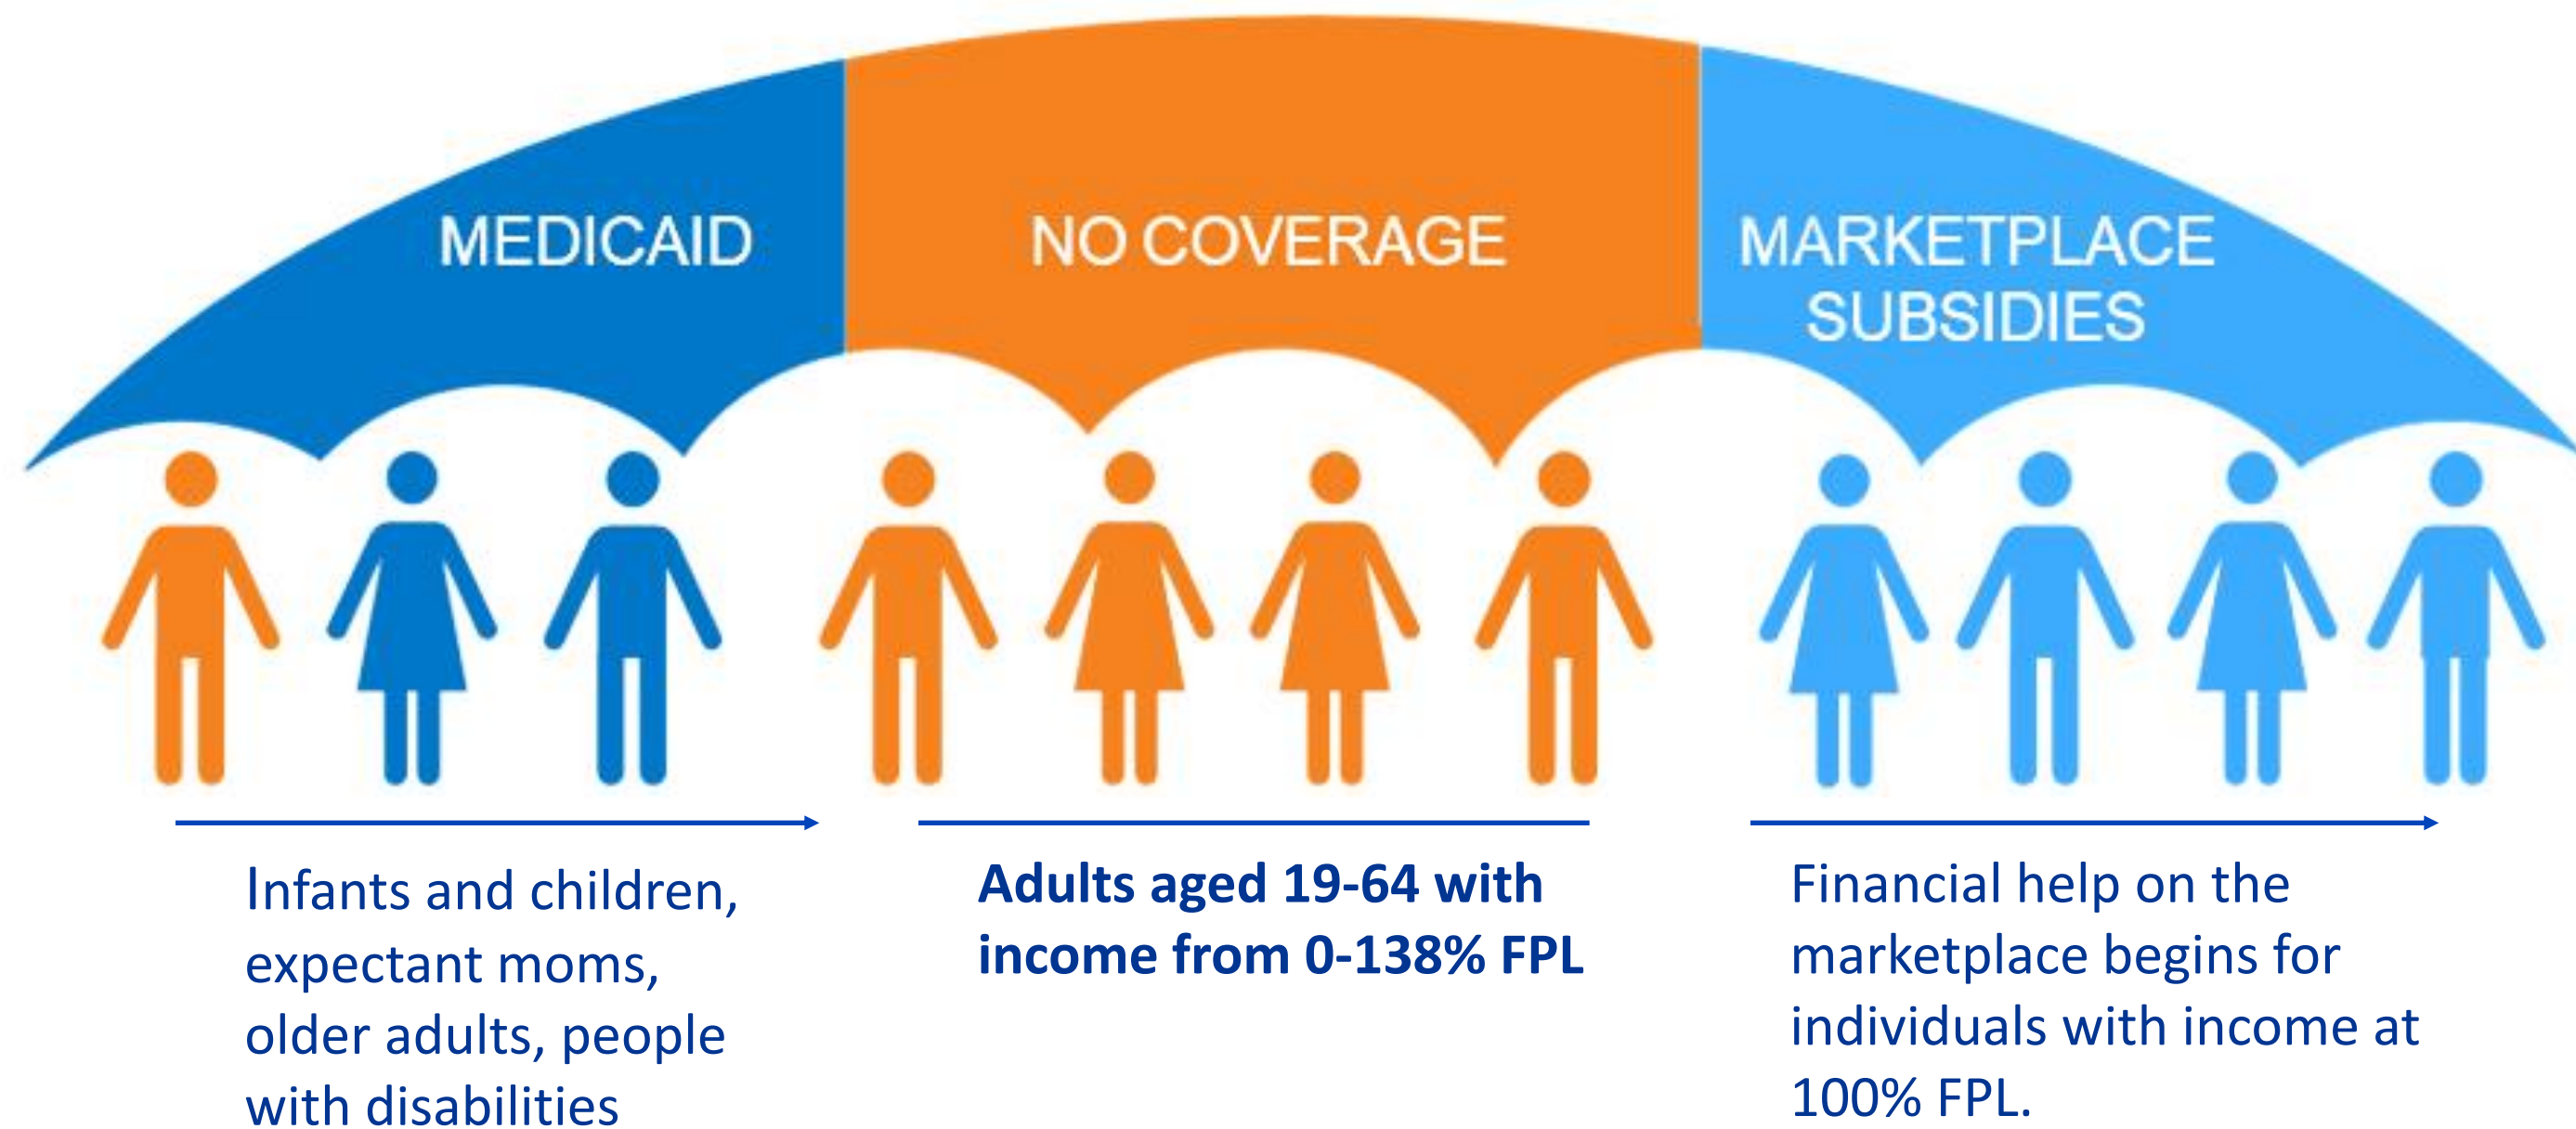 MEDICAID
NO COVERAGE
MARKETPLACE
SUBSIDIES
Infants and children,
expectant moms,
older adults, people
with disabilities
Adults aged 19-64 with
income from 0-138% FPL
Financial help on the
marketplace begins for
individuals with income at
100% FPL.